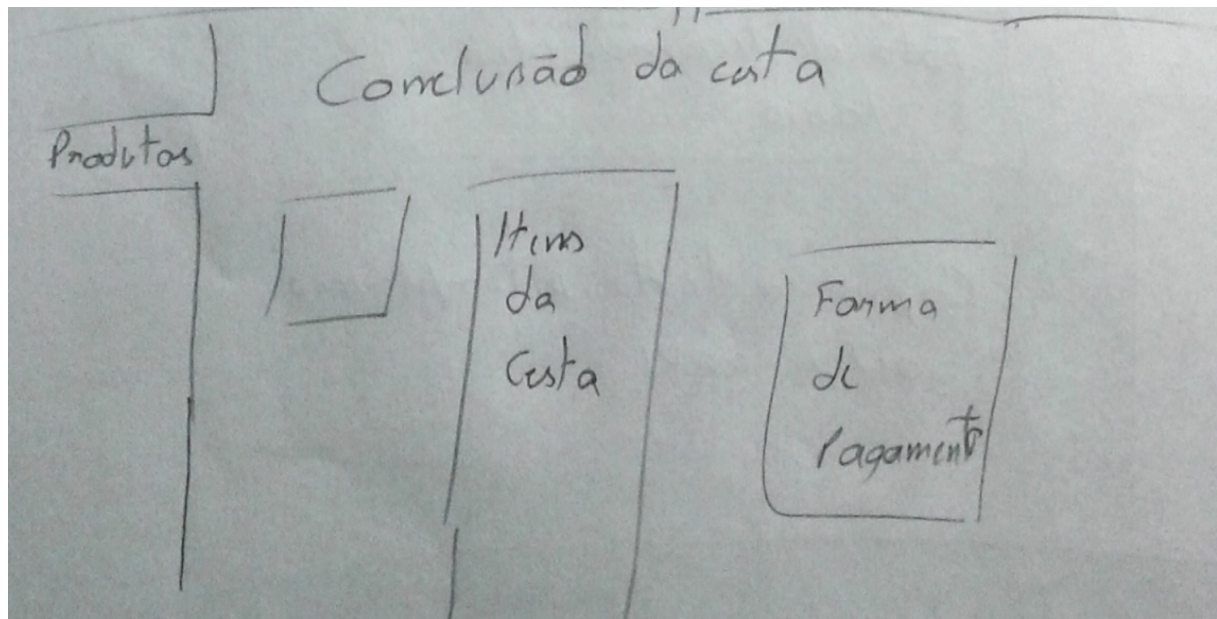 Conclusão da cesta
Produtos
Itens
da
Cesta
Forma
de
Pagamento